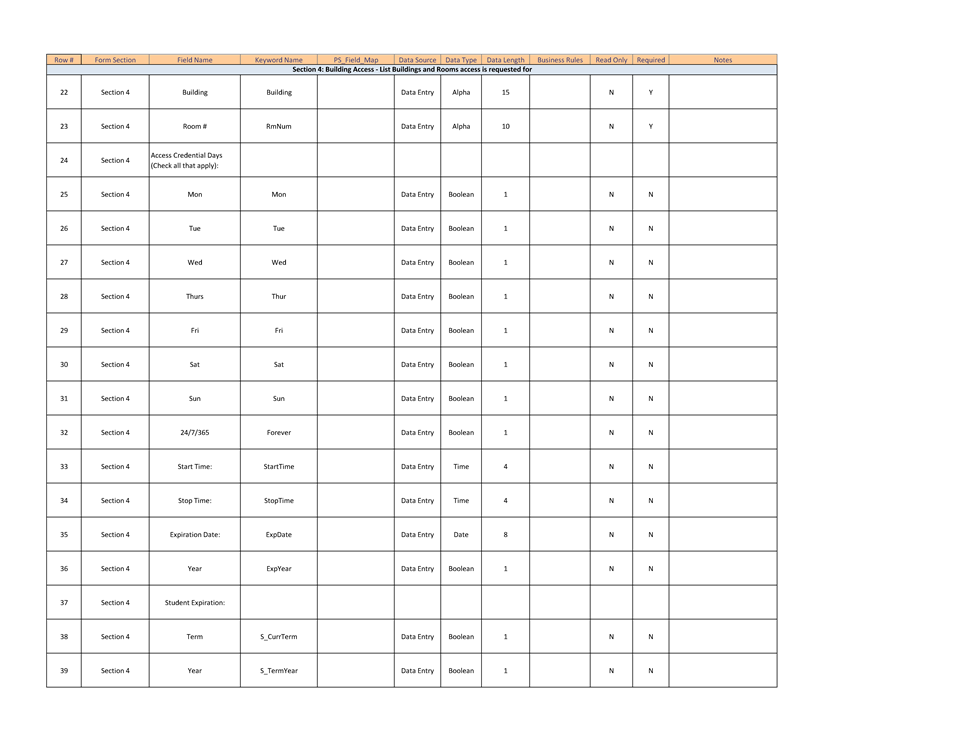 Row # Form Section Field Name Keyword Name PS_Field_Map Data Source Data Type Data Length Business Rules Read Only Required Notes
Section 4: Building Access - List Buildings and Rooms access is requested for
22 Section 4 Building Building Data Entry Alpha 15 N Y
23 Section 4 Room # RmNum Data Entry Alpha 10 N Y
24 Section 4 Access Credential Days
(Check all that apply):
25 Section 4 Mon Mon Data Entry Boolean 1 N N
26 Section 4 Tue Tue Data Entry Boolean 1 N N
27 Section 4 Wed Wed Data Entry Boolean 1 N N
28 Section 4 Thurs Thur Data Entry Boolean 1 N N
29 Section 4 Fri Fri Data Entry Boolean 1 N N
30 Section 4 Sat Sat Data Entry Boolean 1 N N
31 Section 4 Sun Sun Data Entry Boolean 1 N N
32 Section 4 24/7/365 Forever Data Entry Boolean 1 N N
33 Section 4 Start Time: StartTime Data Entry Time 4 N N
34 Section 4 Stop Time: StopTime Data Entry Time 4 N N
35 Section 4 Expiration Date: ExpDate Data Entry Date 8 N N
36 Section 4 Year ExpYear Data Entry Boolean 1 N N
37 Section 4 Student Expiration:
38 Section 4 Term S_CurrTerm Data Entry Boolean 1 N N
39 Section 4 Year S_TermYear Data Entry Boolean 1 N N